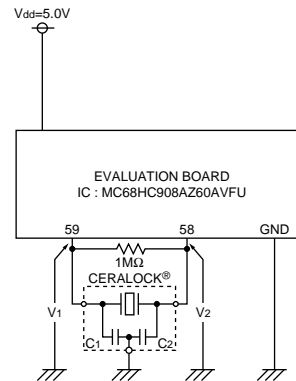 Vdd=5.0V
EVALUATION BOARD
IC : MC68HC908AZ60AVFU
59 58 GND
1MΩ
CERALOCK®
V1 V2
C1 C2